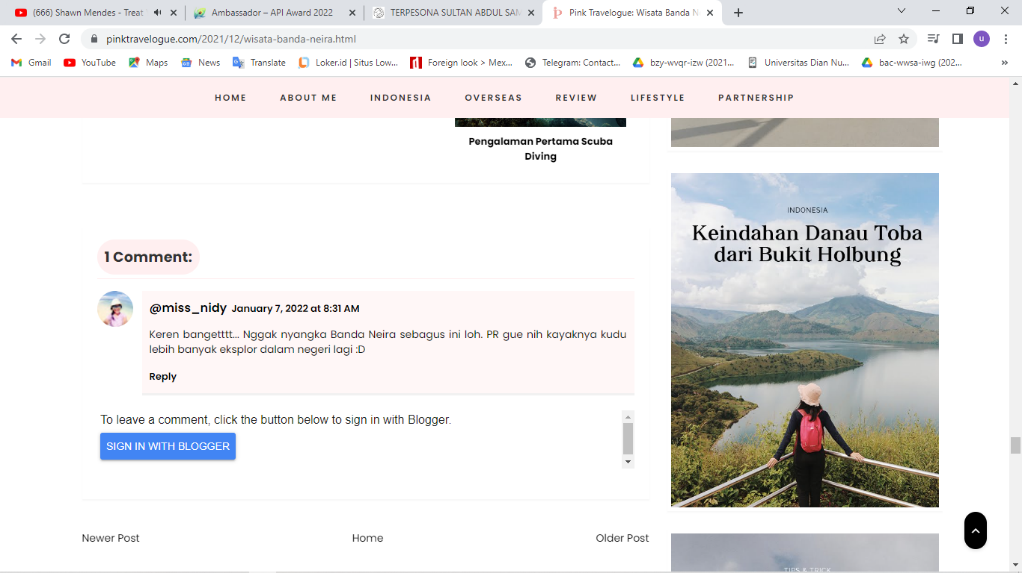 (666) Shawn Mendes - Treat
Ambassador – API Award 2022
TERPESONA SULTAN ABDUL SAM
Pink Travelogue: Wisata Banda N
pinktravelogue.com/2021/12/wisata-banda-neira.html
u
Gmail
YouTube
Maps
News
Translate
Loker.id | Situs Low...
Foreign look > Mex...
Telegram: Contact...
bzy-wvqr-izw (2021...
Universitas Dian Nu...
bac-wwsa-iwg (202...
»
HOME
ABOUT ME
INDONESIA
OVERSEAS
REVIEW
LIFESTYLE
PARTNERSHIP
Pengalaman Pertama Scuba
Diving
INDONESIA
Keindahan Danau Toba
dari Bukit Holbung
1 Comment:
@miss_nidy January 7, 2022 at 8:31 AM
Keren bangetttt... Nggak nyangka Banda Neira sebagus ini loh. PR gue nih kayaknya kudu
lebih banyak eksplor dalam negeri lagi :D
Reply
To leave a comment, click the button below to sign in with Blogger.
SIGN IN WITH BLOGGER
Newer Post
Home
Older Post
TIPS & TRICK